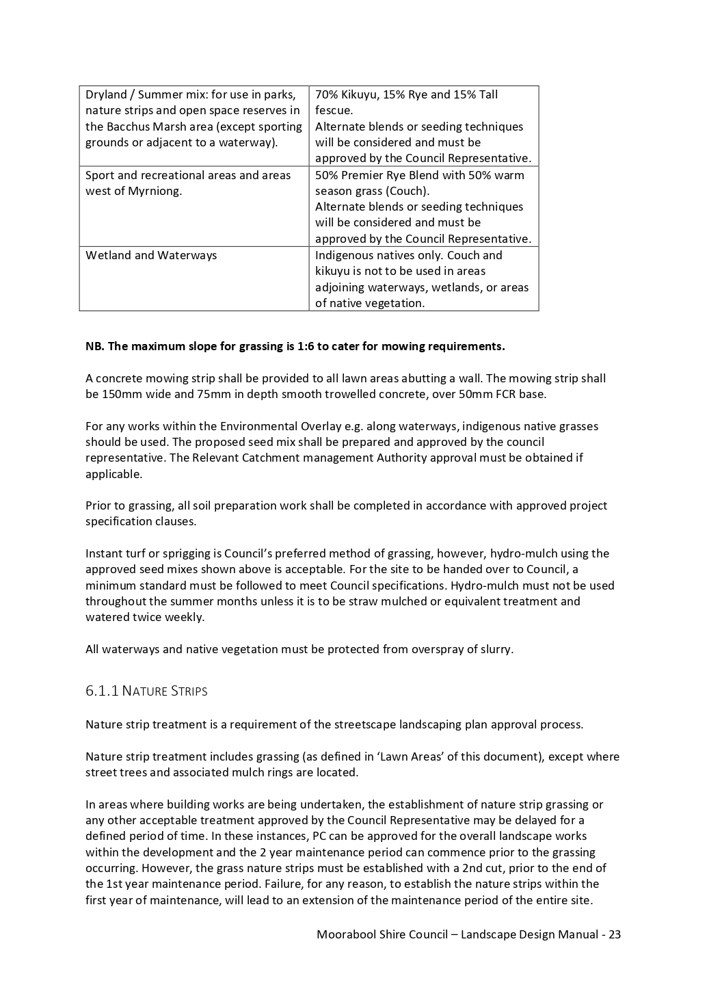 Dryland / Summer mix: for use in parks,
nature strips and open space reserves in
the Bacchus Marsh area (except sporting
grounds or adjacent to a waterway).
70% Kikuyu, 15% Rye and 15% Tall
fescue.
Alternate blends or seeding techniques
will be considered and must be
approved by the Council Representative.
Sport and recreational areas and areas
west of Myrniong.
50% Premier Rye Blend with 50% warm
season grass (Couch).
Alternate blends or seeding techniques
will be considered and must be
approved by the Council Representative.
Wetland and Waterways
Indigenous natives only. Couch and
kikuyu is not to be used in areas
adjoining waterways, wetlands, or areas
of native vegetation.
NB. The maximum slope for grassing is 1:6 to cater for mowing requirements.
A concrete mowing strip shall be provided to all lawn areas abutting a wall. The mowing strip shall
be 150mm wide and 75mm in depth smooth trowelled concrete, over 50mm FCR base.
For any works within the Environmental Overlay e.g. along waterways, indigenous native grasses
should be used. The proposed seed mix shall be prepared and approved by the council
representative. The Relevant Catchment management Authority approval must be obtained if
applicable.
Prior to grassing, all soil preparation work shall be completed in accordance with approved project
specification clauses.
Instant turf or sprigging is Council’s preferred method of grassing, however, hydro-mulch using the
approved seed mixes shown above is acceptable. For the site to be handed over to Council, a
minimum standard must be followed to meet Council specifications. Hydro-mulch must not be used
throughout the summer months unless it is to be straw mulched or equivalent treatment and
watered twice weekly.
All waterways and native vegetation must be protected from overspray of slurry.
6.1.1 NATURE STRIPS
Nature strip treatment is a requirement of the streetscape landscaping plan approval process.
Nature strip treatment includes grassing (as defined in ‘Lawn Areas’ of this document), except where
street trees and associated mulch rings are located.
In areas where building works are being undertaken, the establishment of nature strip grassing or
any other acceptable treatment approved by the Council Representative may be delayed for a
defined period of time. In these instances, PC can be approved for the overall landscape works
within the development and the 2 year maintenance period can commence prior to the grassing
occurring. However, the grass nature strips must be established with a 2nd cut, prior to the end of
the 1st year maintenance period. Failure, for any reason, to establish the nature strips within the
first year of maintenance, will lead to an extension of the maintenance period of the entire site.
Moorabool Shire Council – Landscape Design Manual - 23